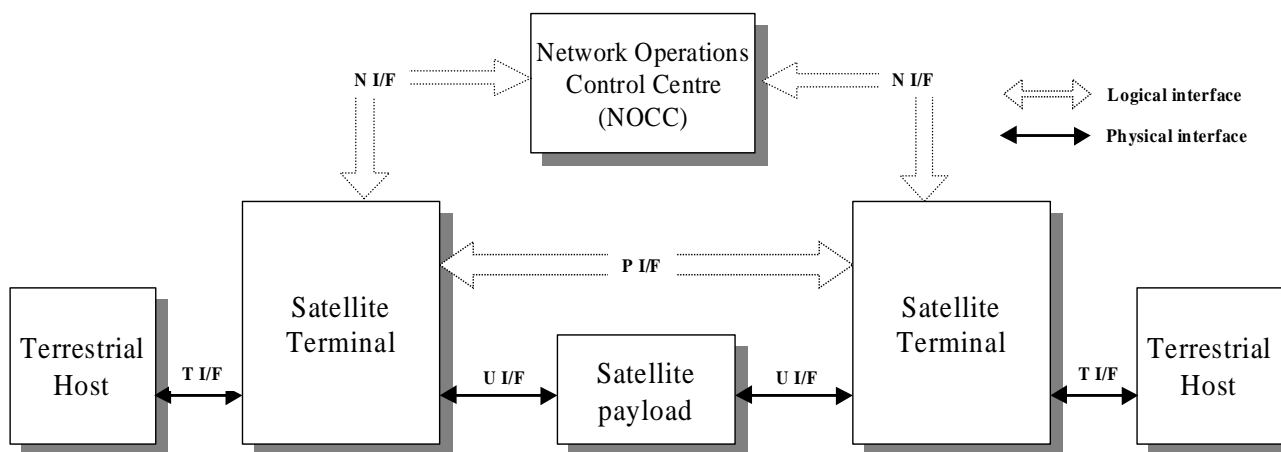 Network Operations
Control Centre
(NOCC)
N I/F
N I/F
Logical interface
Physical interface
P I/F
Satellite
Terminal
Satellite
Terminal
Terrestrial
Host
T I/F
U I/F
Satellite
payload
U I/F
T I/F
Terrestrial
Host